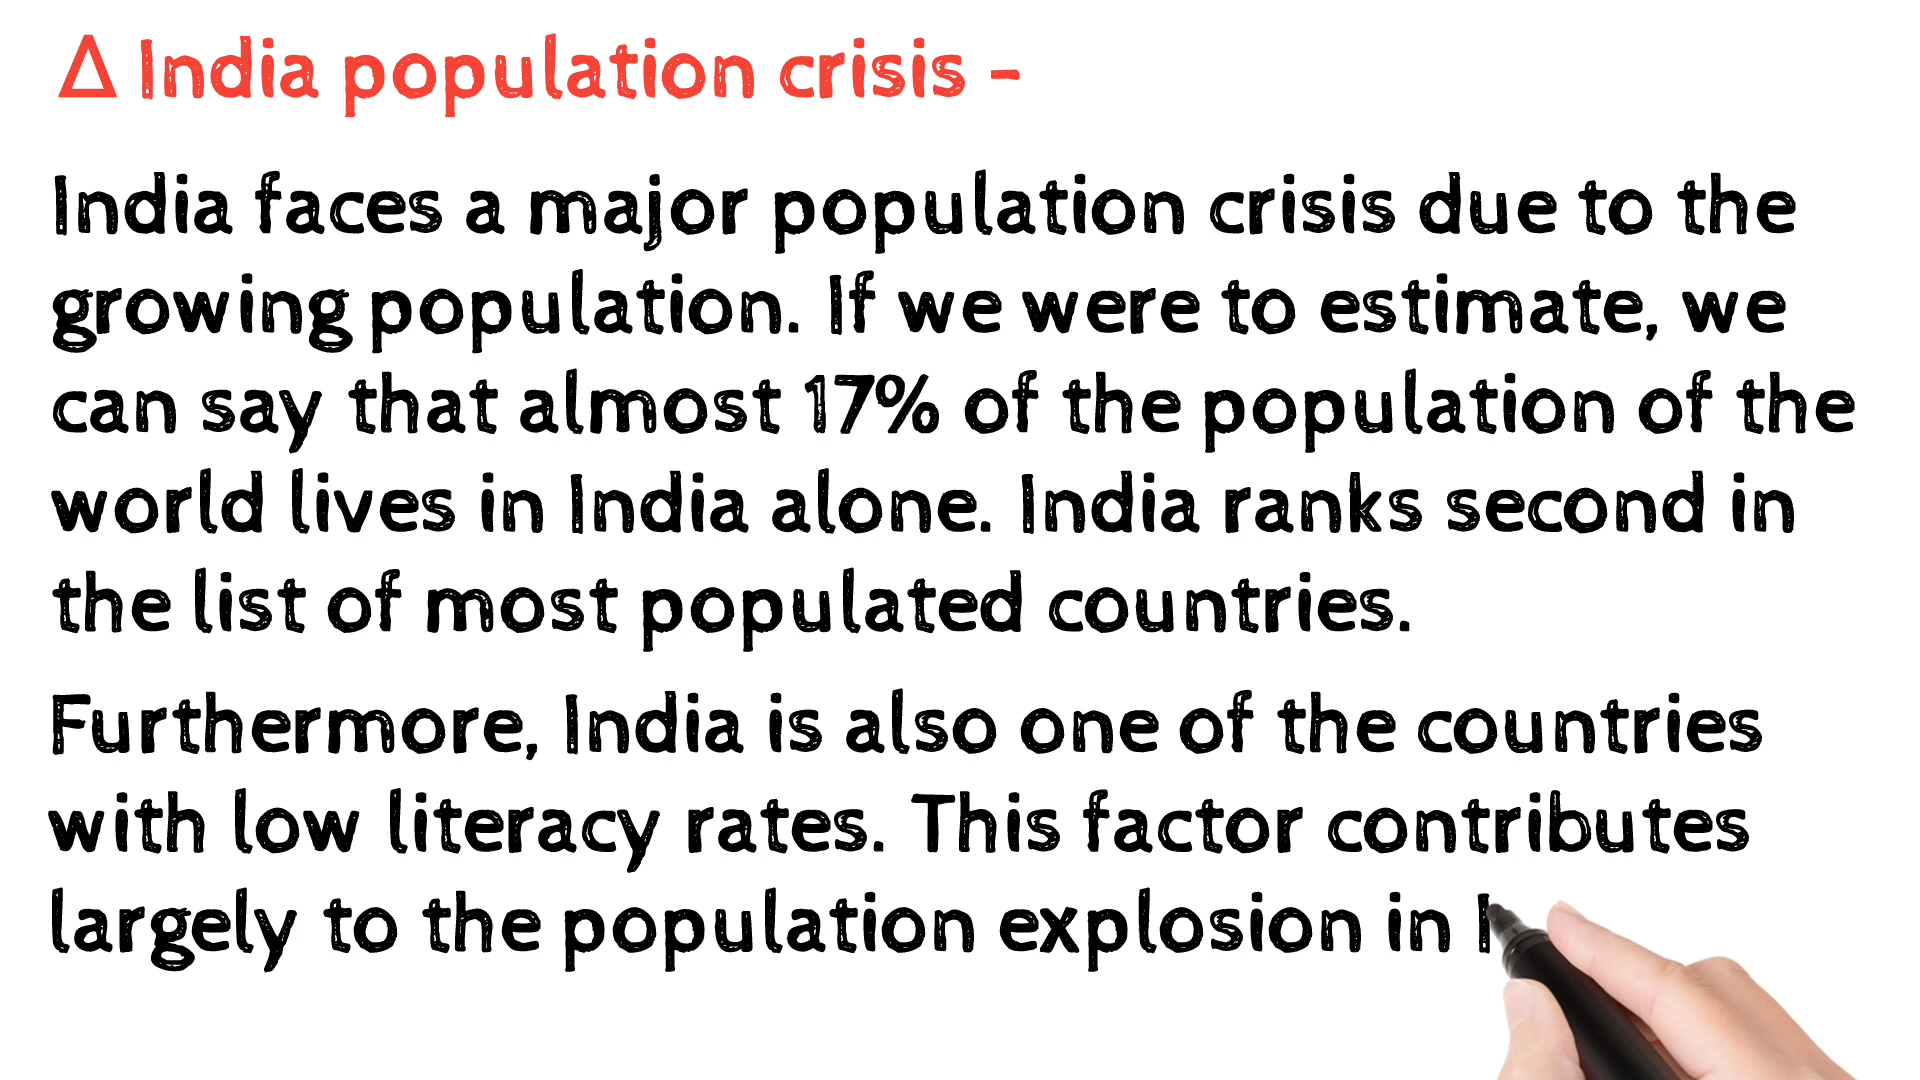 Δ India population crisis -
India faces a major population crisis due to the
growing population. If we were to estimate, we
can say that almost 17% of the population of the
world lives in India alone. India ranks second in
the list of most populated countries.
Furthermore, India is also one of the countries
with low literacy rates. This factor contributes
largely to the population explosion in I